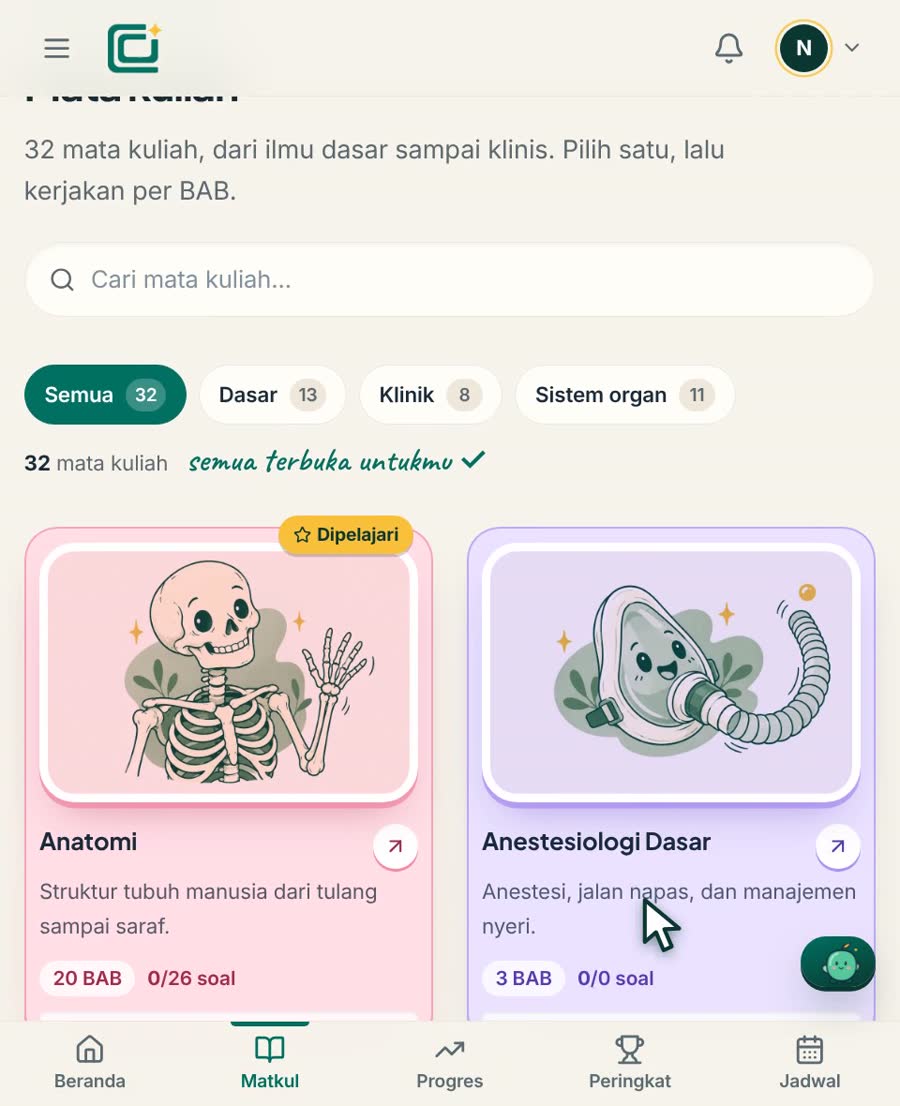 N
Mata kuliah
32 mata kuliah, dari ilmu dasar sampai klinis. Pilih satu, lalu
kerjakan per BAB.
Cari mata kuliah...
Semua 32 Dasar 13 Klinik 8 Sistem organ 11
32 mata kuliah semua terbuka untukmu
Dipelajari
Anatomi
Struktur tubuh manusia dari tulang
sampai saraf.
20 BAB 0/26 soal
Anestesiologi Dasar
Anestesi, jalan napas, dan manajemen
nyeri.
3 BAB 0/0 soal
Beranda Matkul Progres Peringkat Jadwal